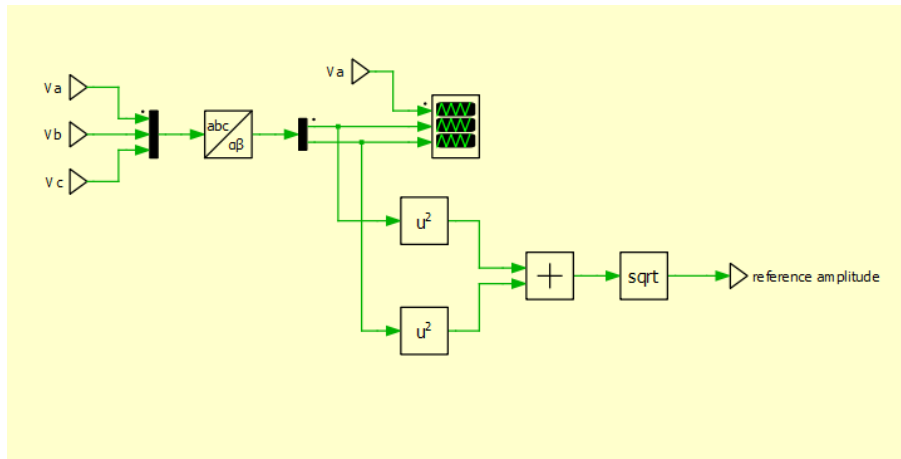 Va
Va
abc
Vb
αβ
Vc
u²
+
sqrt
reference amplitude
u²